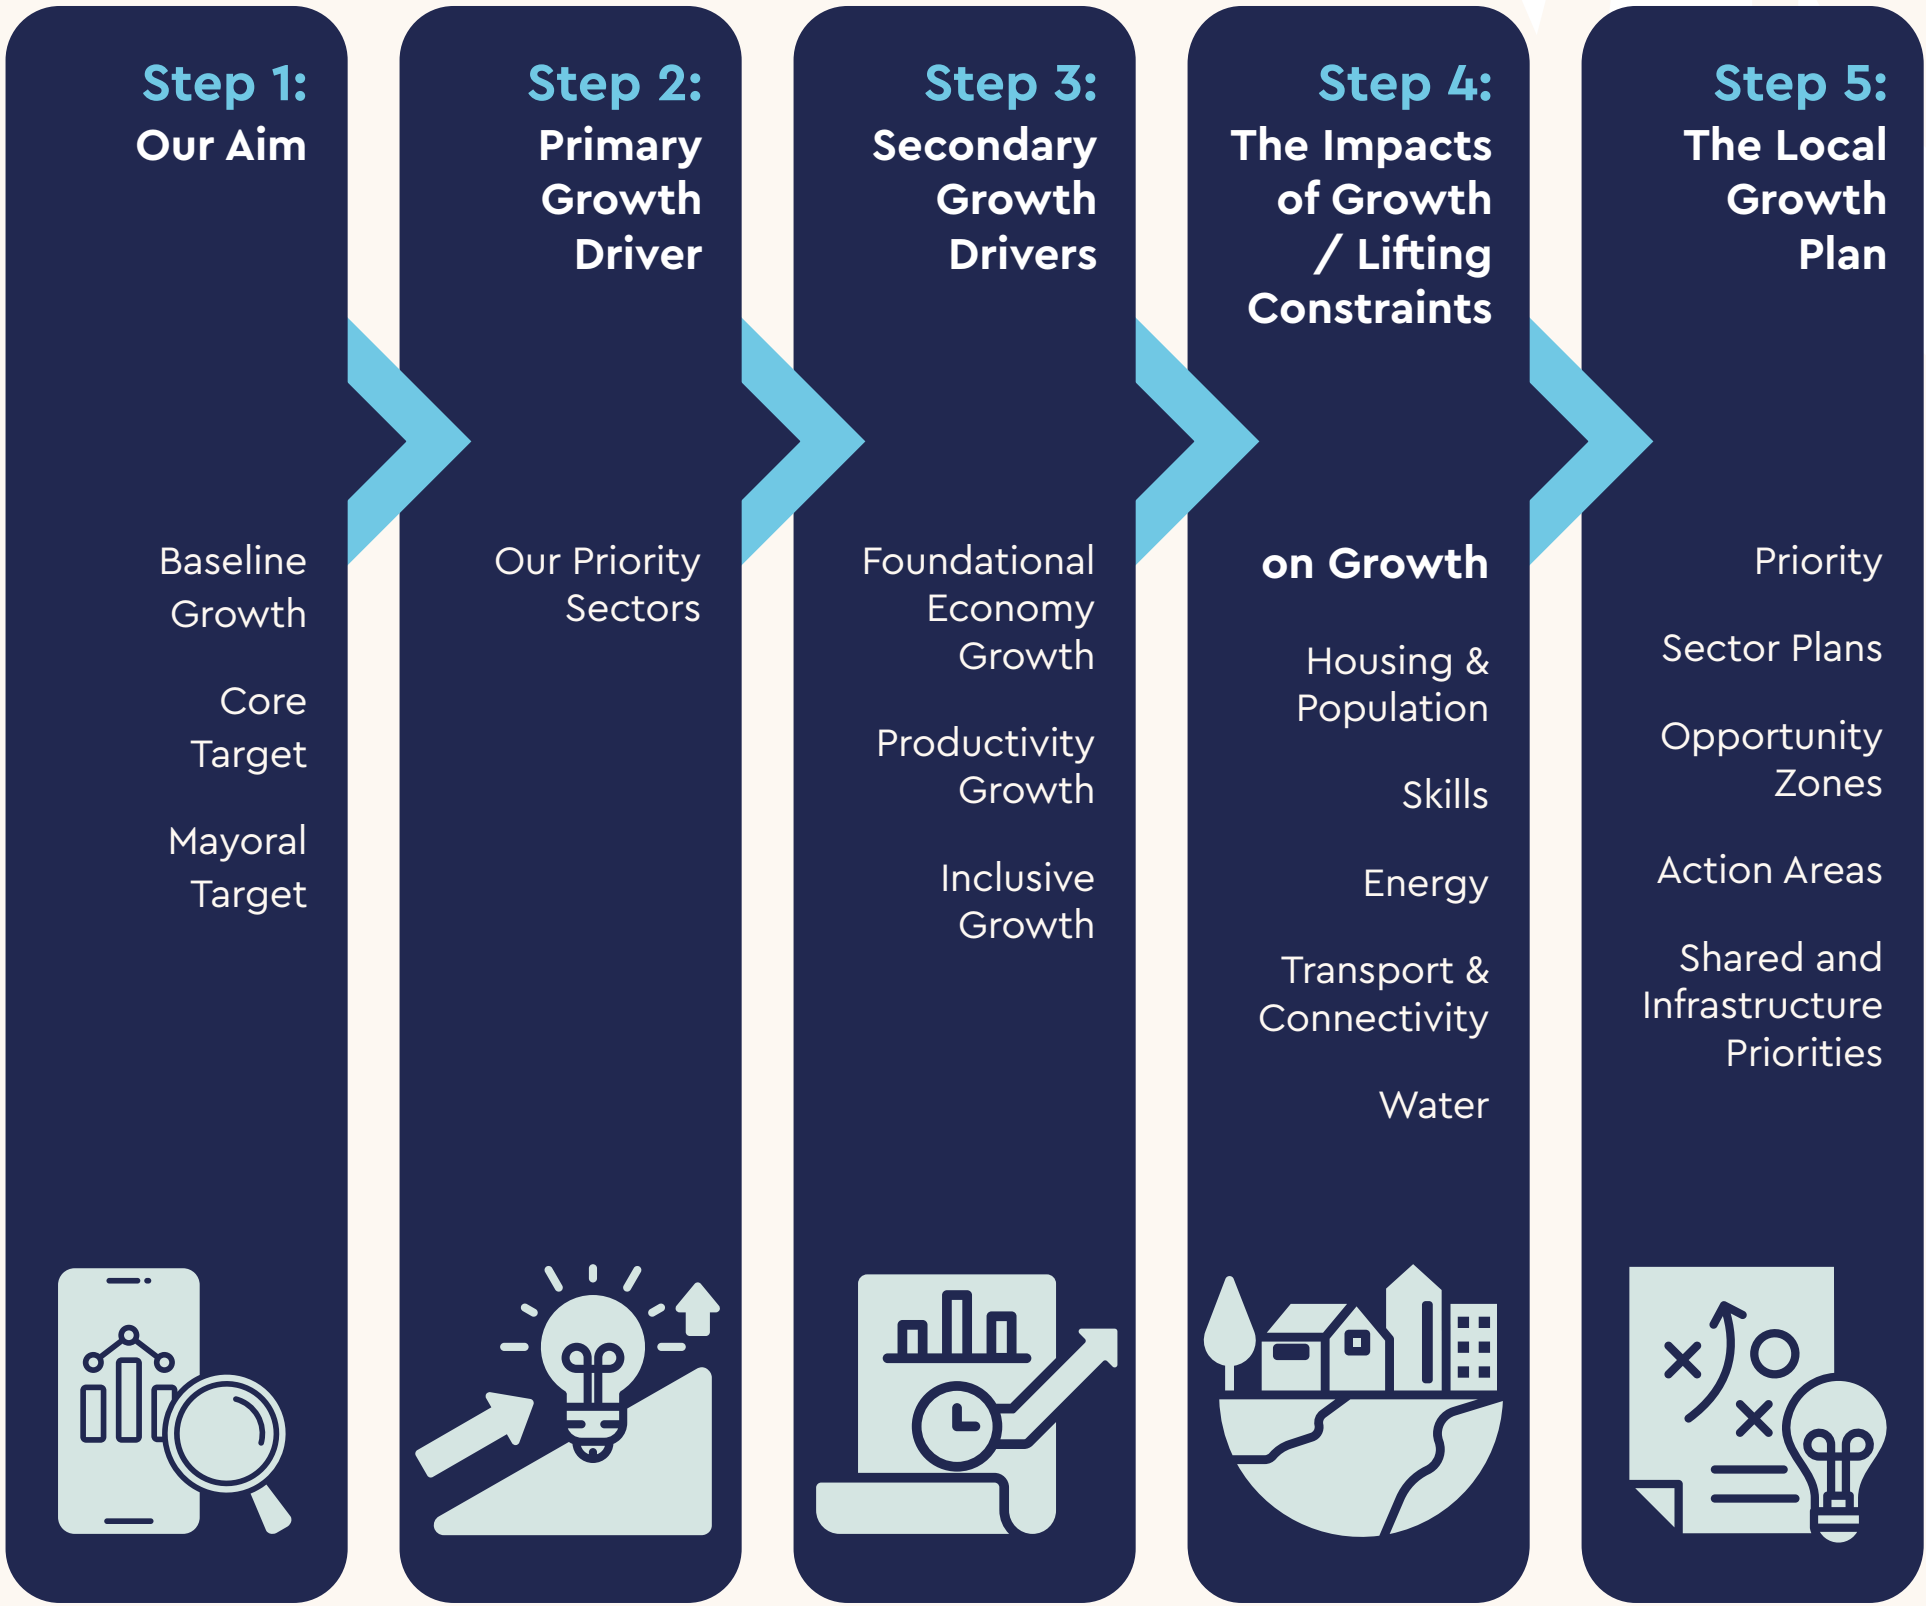 Step 1:
Our Aim
Baseline
Growth
Core
Target
Mayoral
Target
Step 2:
Primary
Growth
Driver
Our Priority
Sectors
Step 3:
Secondary
Growth
Drivers
Foundational
Economy
Growth
Productivity
Growth
Inclusive
Growth
Step 4:
The Impacts
of Growth
/ Lifting
Constraints
on Growth
Housing &
Population
Skills
Energy
Transport &
Connectivity
Water
Step 5:
The Local
Growth
Plan
Priority
Sector Plans
Opportunity
Zones
Action Areas
Shared and
Infrastructure
Priorities